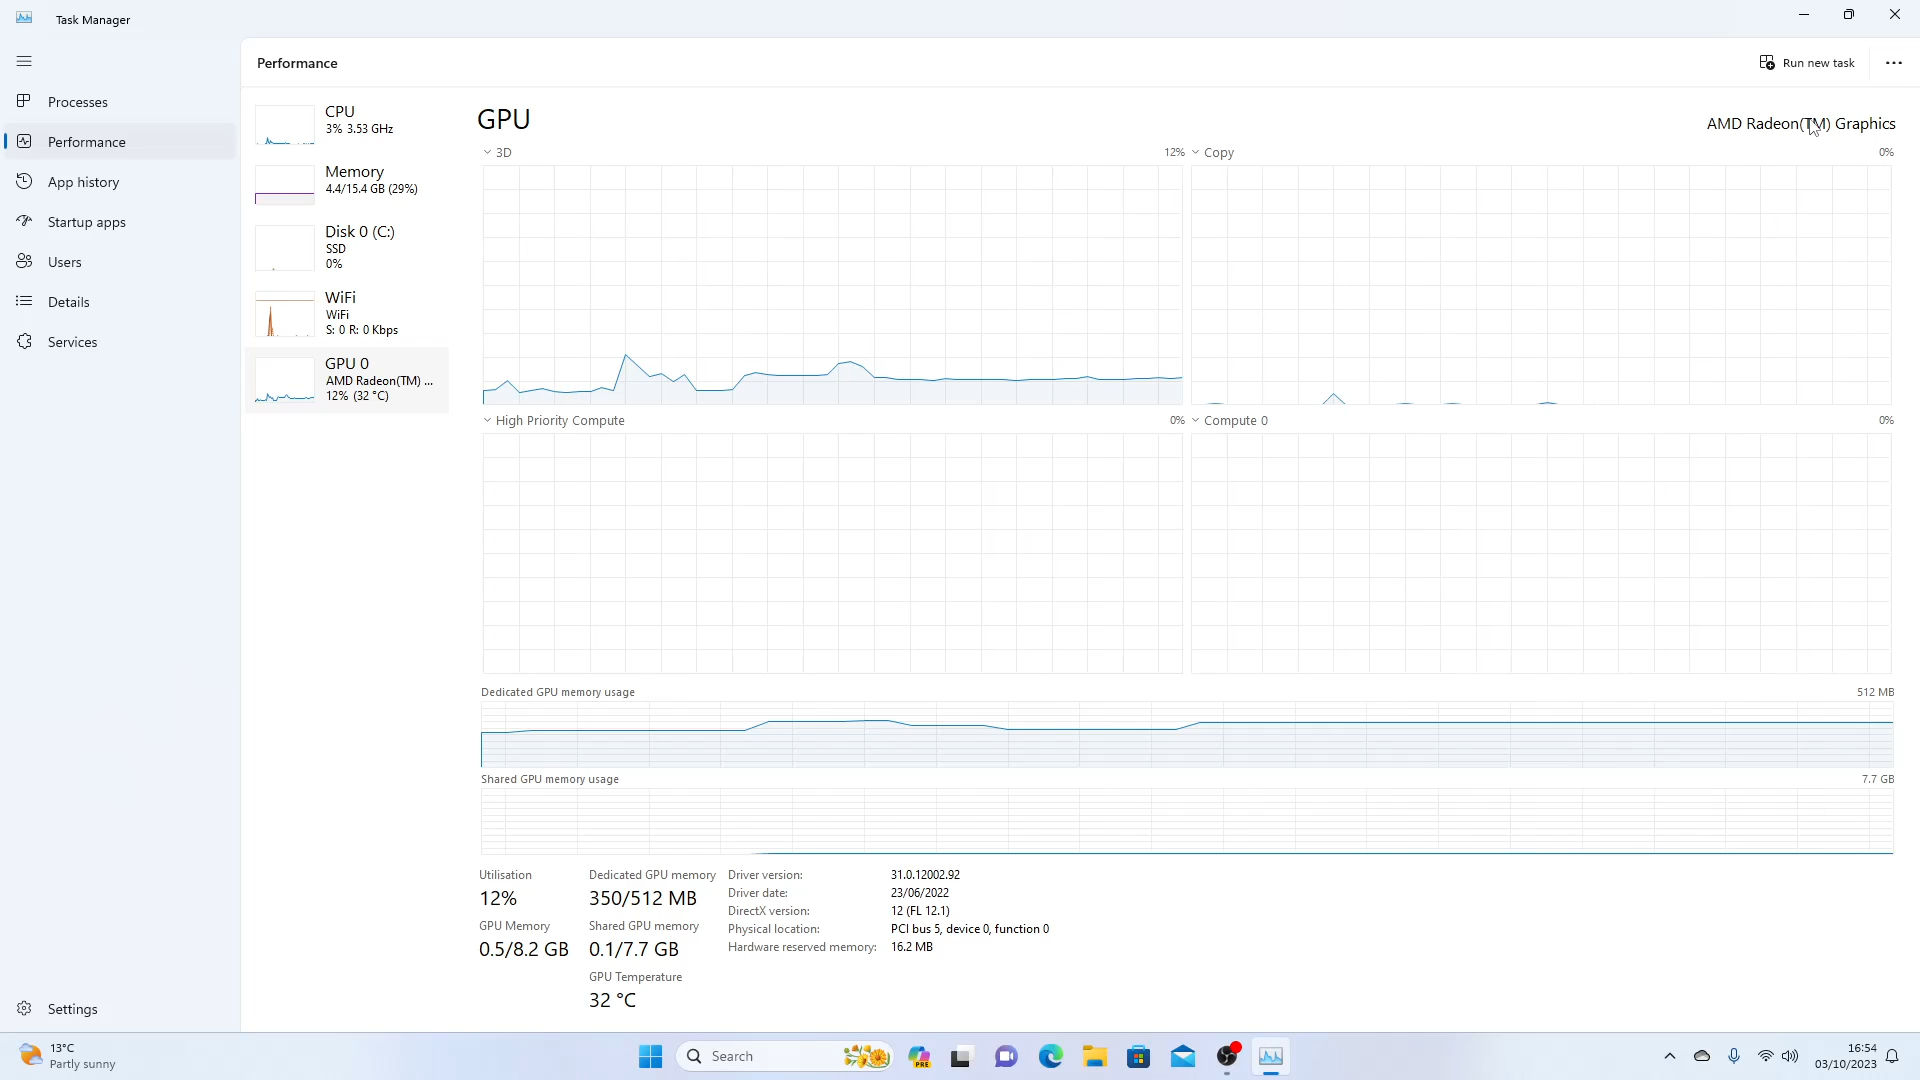 Task Manager
Performance
Run new task
Processes
Performance
App history
Startup apps
Users
Details
Services
Settings
CPU
3% 3.53 GHz
Memory
4.4/15.4 GB (29%)
Disk 0 (C:)
SSD
0%
WiFi
WiFi
S: 0 R: 0 Kbps
GPU 0
AMD Radeon(TM) ...
12% (32 °C)
GPU
AMD Radeon(TM) Graphics
3D 12%
Copy 0%
High Priority Compute 0%
Compute 0 0%
Dedicated GPU memory usage 512 MB
Shared GPU memory usage 7.7 GB
Utilisation
12%
Dedicated GPU memory
350/512 MB
GPU Memory
0.5/8.2 GB
Shared GPU memory
0.1/7.7 GB
GPU Temperature
32 °C
Driver version: 31.0.12002.92
Driver date: 23/06/2022
DirectX version: 12 (FL 12.1)
Physical location: PCI bus 5, device 0, function 0
Hardware reserved memory: 16.2 MB
13°C
Partly sunny
Search
PRE
16:54
03/10/2023